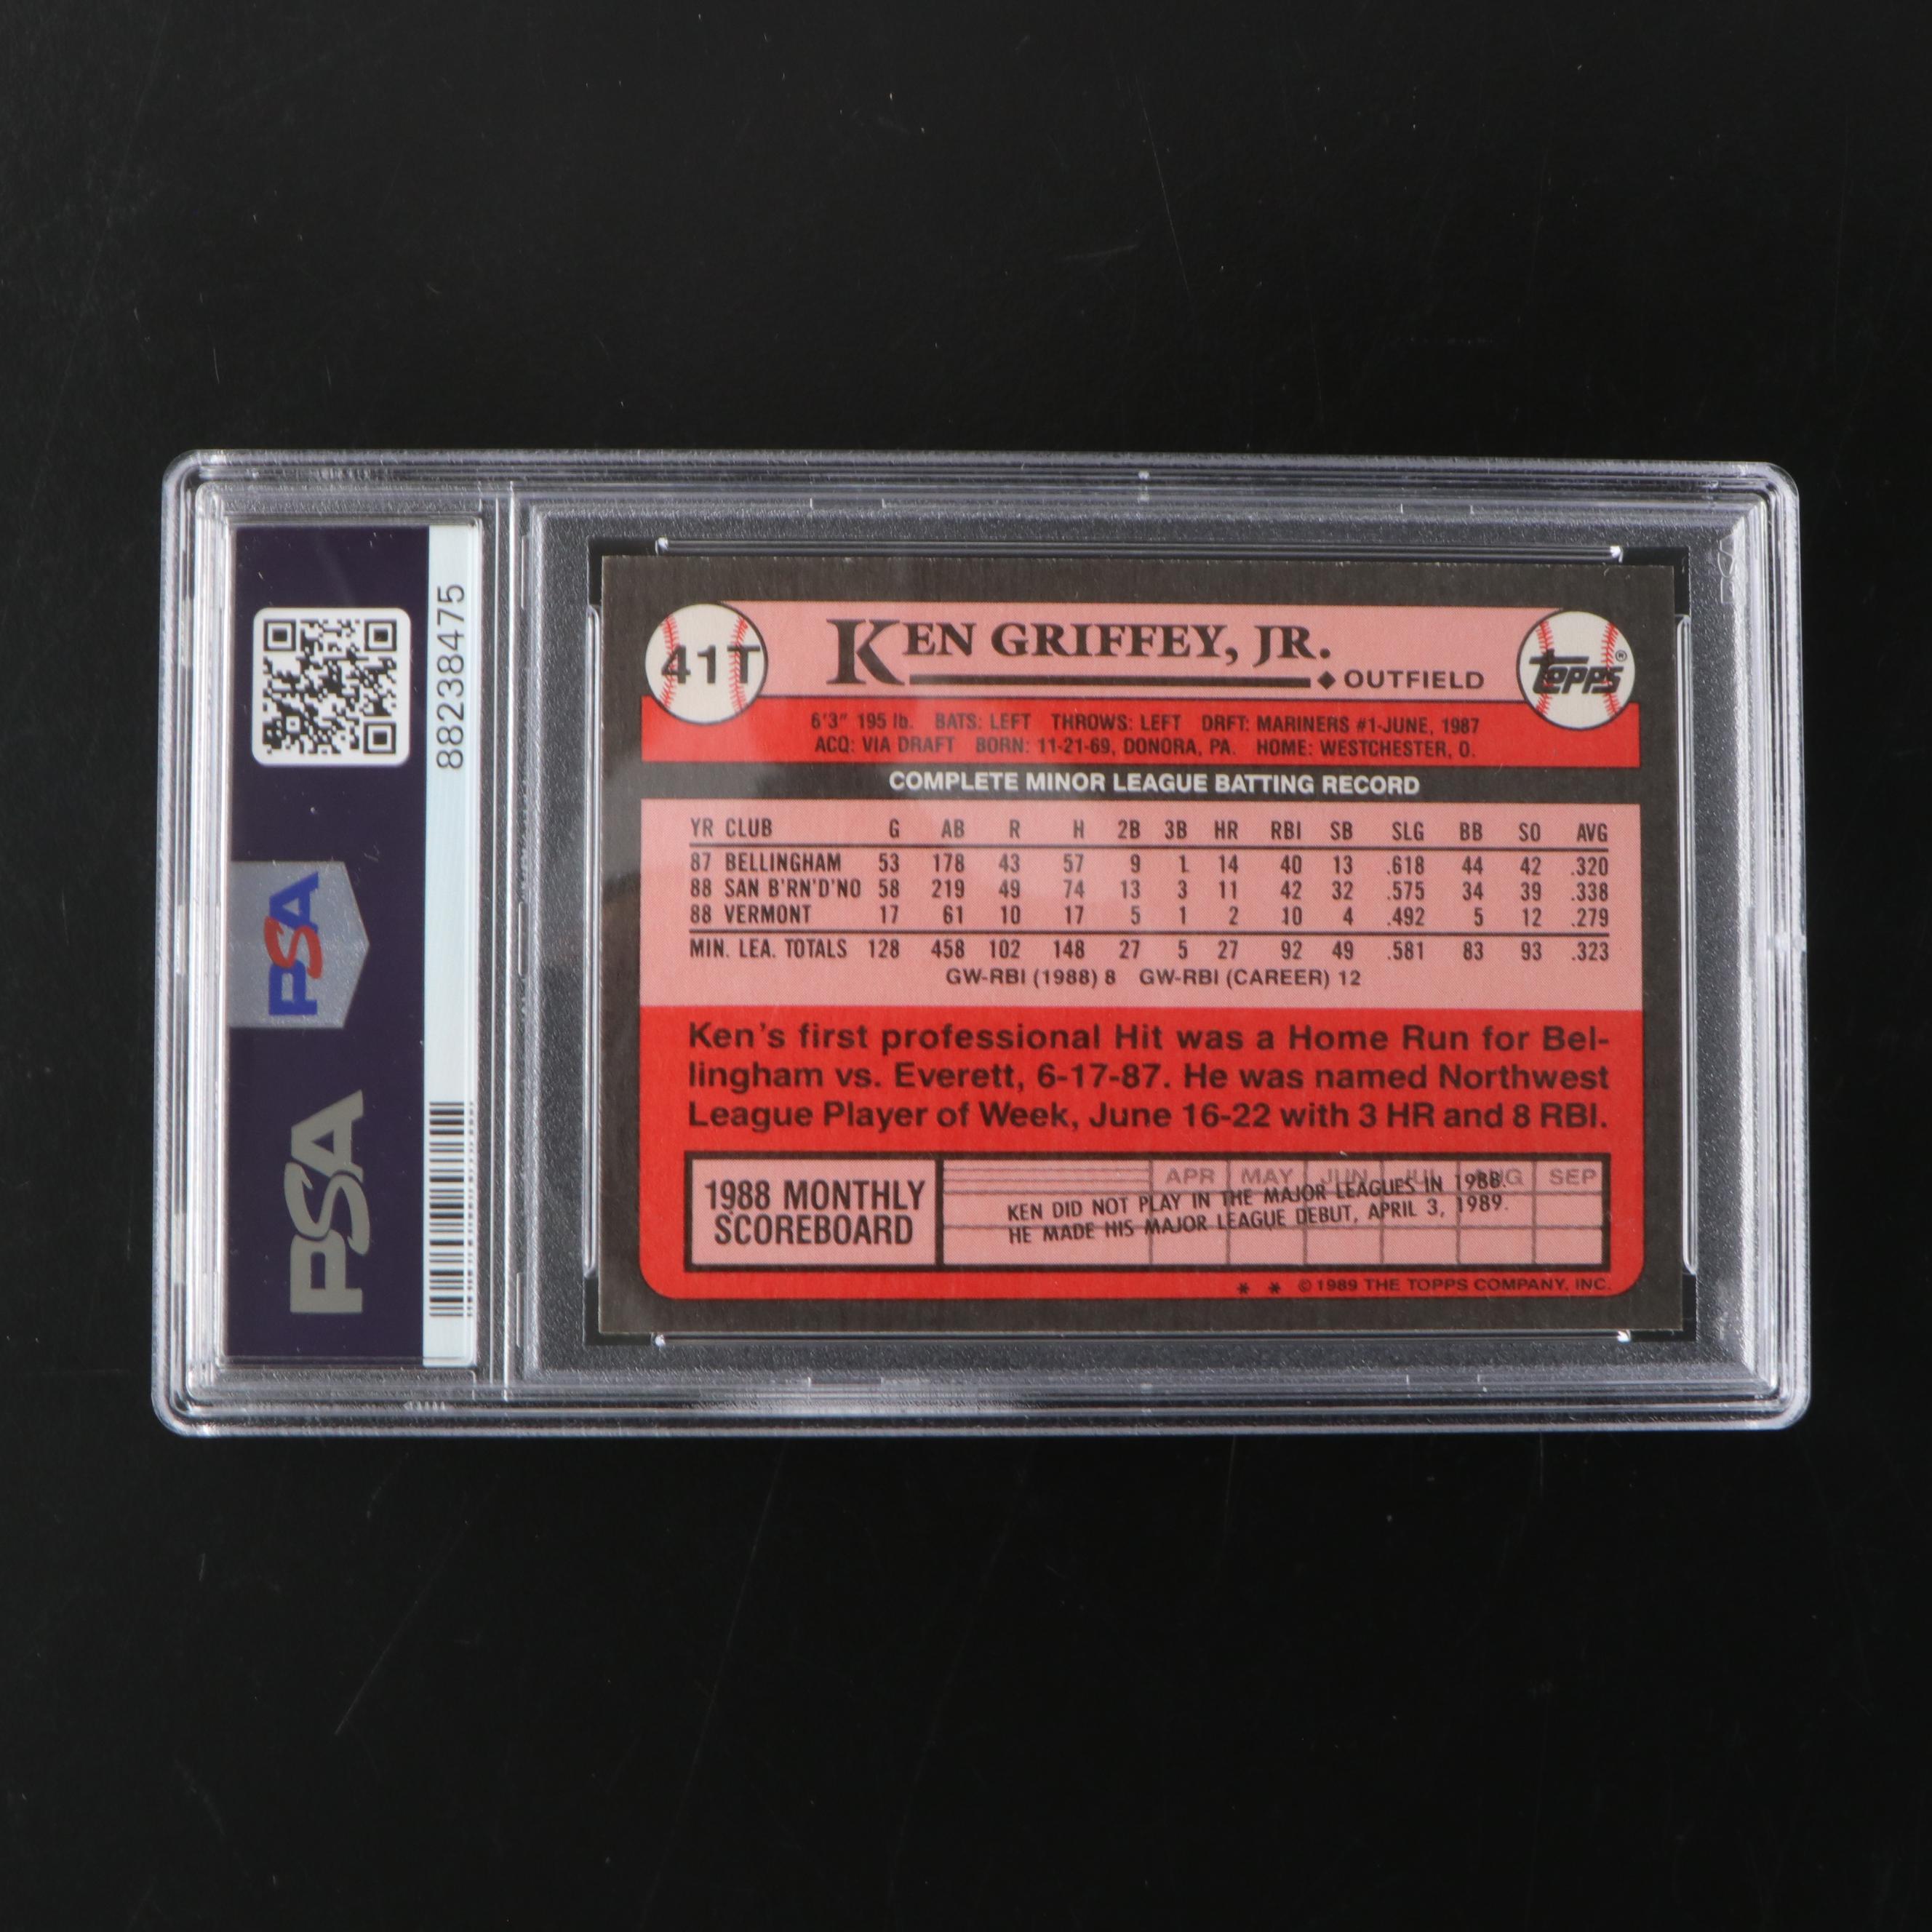 88238475
PSA
PSA
41T
KEN GRIFFEY, JR.
◆ OUTFIELD
TOPPS®
6'3" 195 lb. BATS: LEFT THROWS: LEFT DRFT: MARINERS #1-JUNE, 1987
ACQ: VIA DRAFT BORN: 11-21-69, DONORA, PA. HOME: WESTCHESTER, O.
COMPLETE MINOR LEAGUE BATTING RECORD
YR CLUB G AB R H 2B 3B HR RBI SB SLG BB SO AVG
87 BELLINGHAM 53 178 43 57 9 1 14 40 13 .618 44 42 .320
88 SAN B'RN'D'NO 58 219 49 74 13 3 11 42 32 .575 34 39 .338
88 VERMONT 17 61 10 17 5 1 2 10 4 .492 5 12 .279
MIN. LEA. TOTALS 128 458 102 148 27 5 27 92 49 .581 83 93 .323
GW-RBI (1988) 8 GW-RBI (CAREER) 12
Ken's first professional Hit was a Home Run for Bel-
lingham vs. Everett, 6-17-87. He was named Northwest
League Player of Week, June 16-22 with 3 HR and 8 RBI.
1988 MONTHLY
SCOREBOARD
APR MAY JUN JUL AUG SEP
KEN DID NOT PLAY IN THE MAJOR LEAGUES IN 1988.
HE MADE HIS MAJOR LEAGUE DEBUT, APRIL 3, 1989.
* * © 1989 THE TOPPS COMPANY, INC.